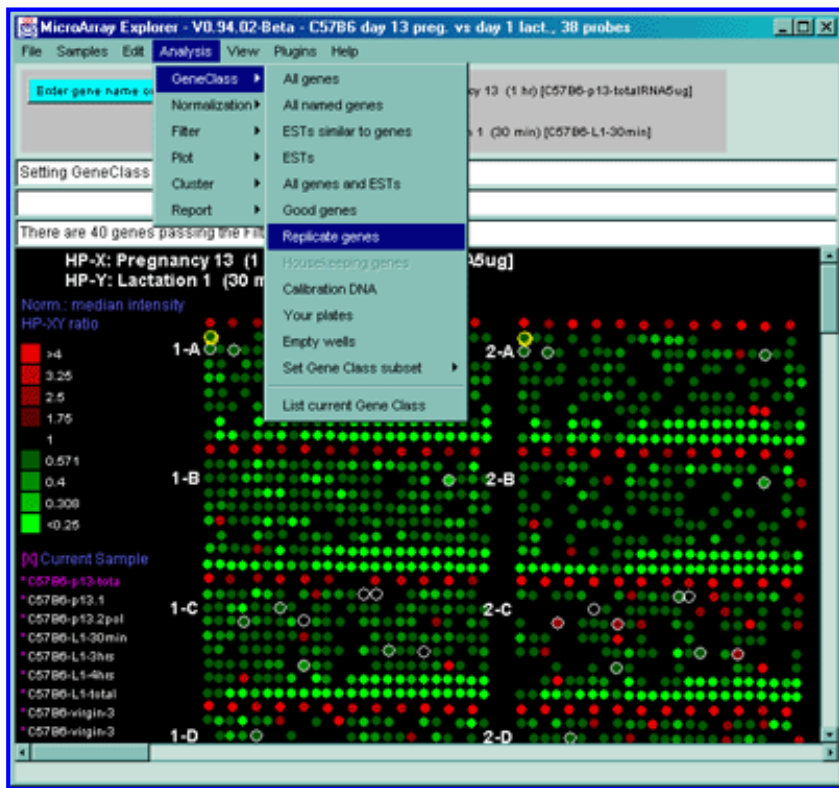 MicroArray Explorer - V0.94.02-Beta - C57B6 day 13 preg. vs day 1 lact., 38 probes
File Samples Edit Analysis View Plugins Help
Enter gene name o
GeneClass
Normalization
Filter
Plot
Cluster
Report
All genes
All named genes
ESTs similar to genes
ESTs
All genes and ESTs
Good genes
Replicate genes
Housekeeping genes
Calibration DNA
Your plates
Empty wells
Set Gene Class subset
List current Gene Class
cy 13 (1 hr) [C57B6-p13-totalRNA5ug]
n 1 (30 min) [C57B6-L1-30min]
Setting GeneClass
There are 40 genes passing the Filt
HP-X: Pregnancy 13 (1 A5ug]
HP-Y: Lactation 1 (30 m
Norm.: median intensity
HP-XY ratio
>4
3.25
2.5
1.75
1
0.571
0.4
0.308
<0.25
1-A 2-A
1-B 2-B
1-C 2-C
1-D 2-D
[X] Current Sample
*C57B6-p13-tota
*C57B6-p13.1
*C57B6-p13.2pol
*C57B6-L1-30min
*C57B6-L1-3hrs
*C57B6-L1-4hrs
*C57B6-L1-total
*C57B6-virgin-3
*C57B6-virgin-3